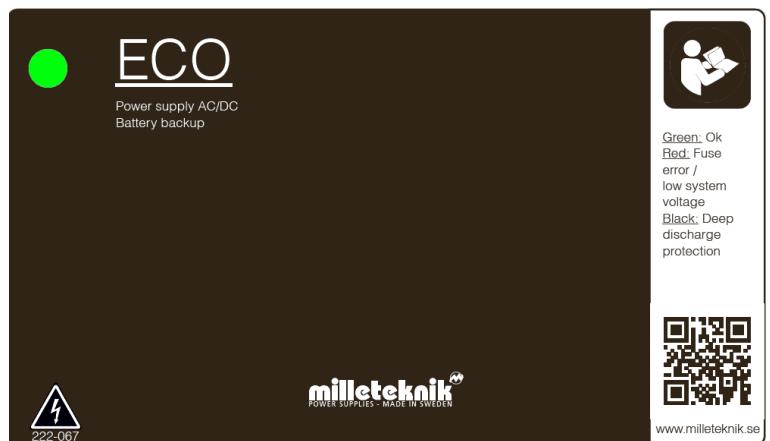 ECO
Power supply AC/DC
Battery backup
Green: Ok
Red: Fuse
error /
low system
voltage
Black: Deep
discharge
protection
milleteknik
POWER SUPPLIES - MADE IN SWEDEN
222-067
www.milleteknik.se